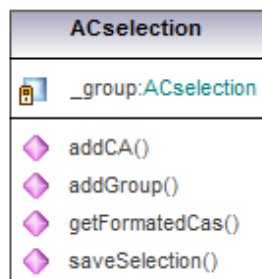 ACselection
_group:ACselection
addCA()
addGroup()
getFormatedCas()
saveSelection()